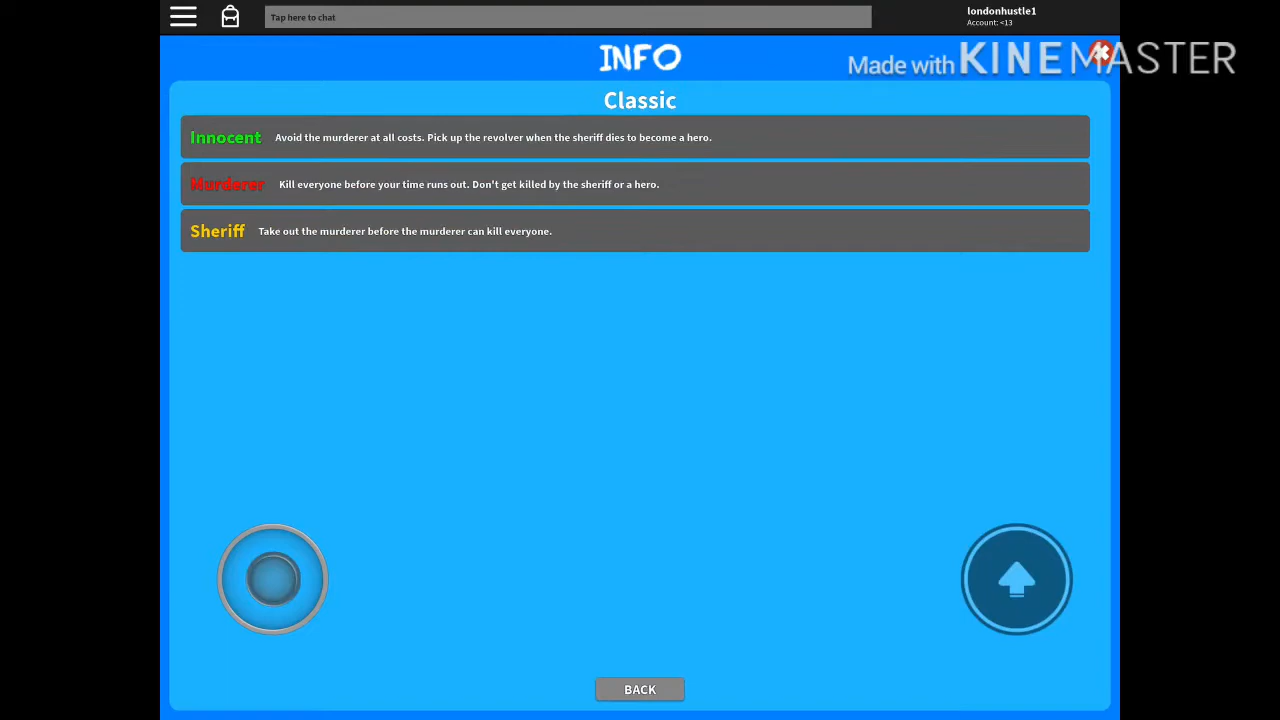 Tap here to chat
londonhustle1
Account: <13
INFO
Made with KINEMASTER
Classic
Innocent Avoid the murderer at all costs. Pick up the revolver when the sheriff dies to become a hero.
Murderer Kill everyone before your time runs out. Don't get killed by the sheriff or a hero.
Sheriff Take out the murderer before the murderer can kill everyone.
BACK